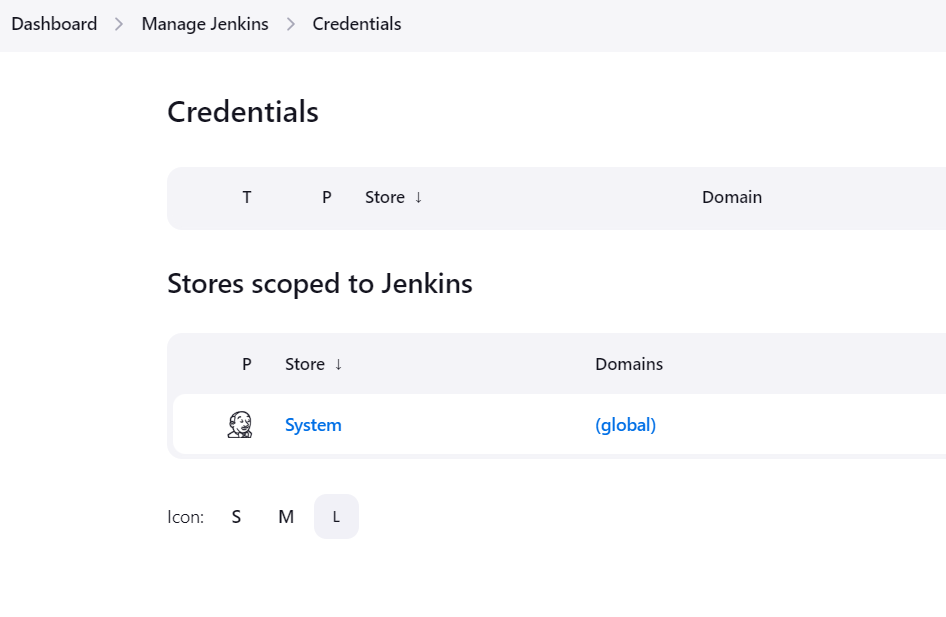 Dashboard > Manage Jenkins > Credentials
Credentials
T P Store ↓ Domain
Stores scoped to Jenkins
P Store ↓ Domains
System (global)
Icon: S M L